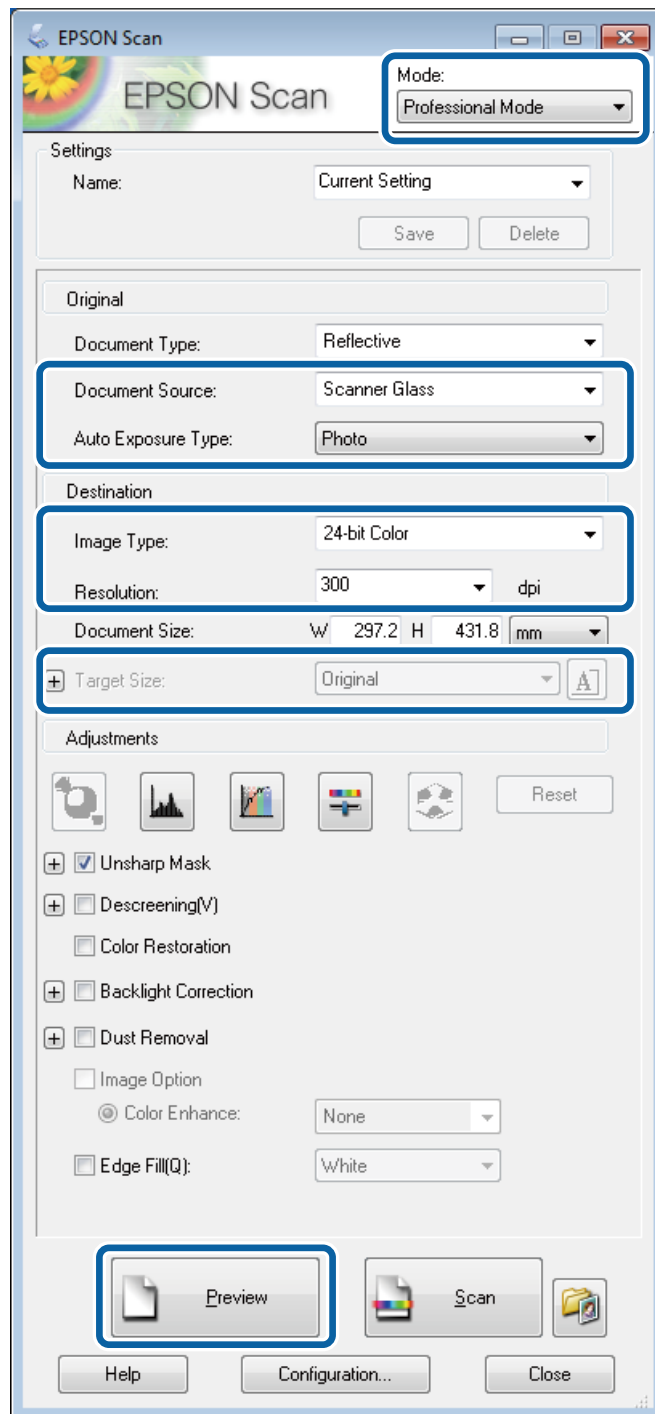 EPSON Scan
EPSON Scan
Mode:
Professional Mode
Settings
Name: Current Setting
Save Delete
Original
Document Type: Reflective
Document Source: Scanner Glass
Auto Exposure Type: Photo
Destination
Image Type: 24-bit Color
Resolution: 300 dpi
Document Size: W 297.2 H 431.8 mm
Target Size: Original A
Adjustments
Reset
Unsharp Mask
Descreening(V)
Color Restoration
Backlight Correction
Dust Removal
Image Option
Color Enhance: None
Edge Fill(Q): White
Preview Scan
Help Configuration... Close